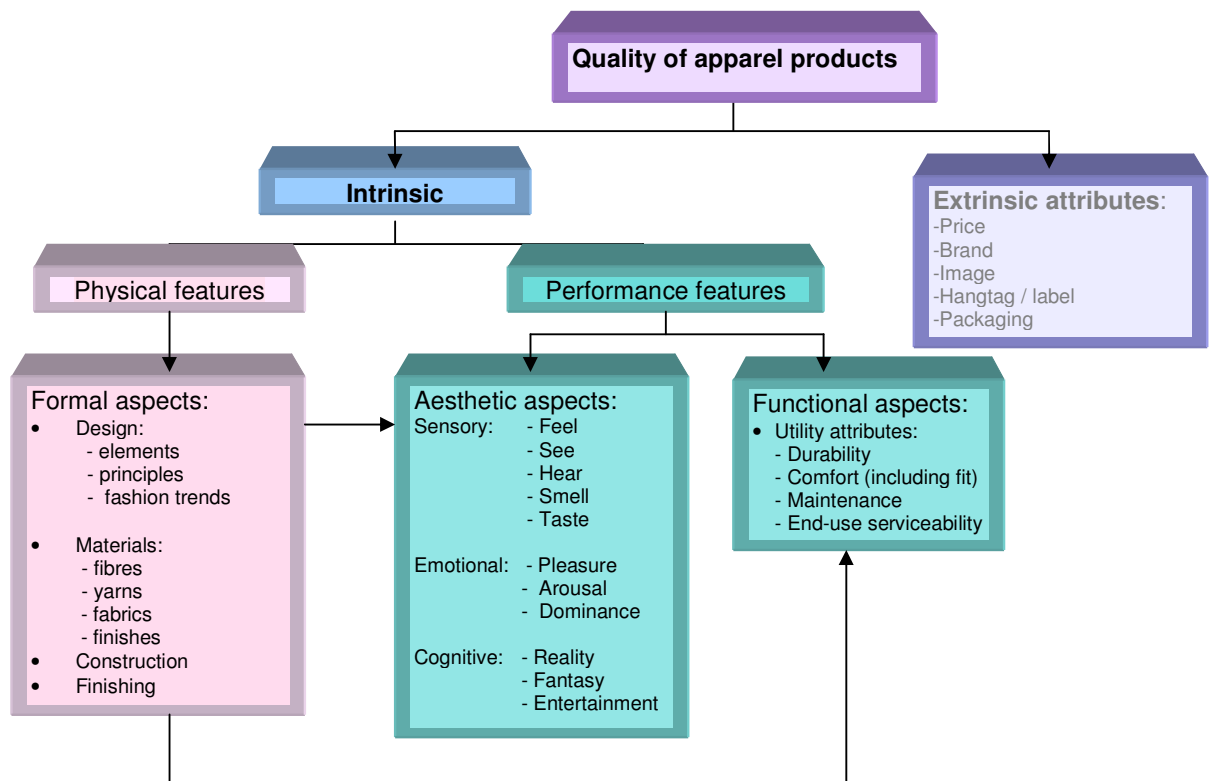 Quality of apparel products
Intrinsic
Extrinsic attributes:
-Price
-Brand
-Image
-Hangtag / label
-Packaging
Physical features
Performance features
Formal aspects:
• Design:
- elements
- principles
- fashion trends
• Materials:
- fibres
- yarns
- fabrics
- finishes
• Construction
• Finishing
Aesthetic aspects:
Sensory: - Feel
- See
- Hear
- Smell
- Taste
Emotional: - Pleasure
- Arousal
- Dominance
Cognitive: - Reality
- Fantasy
- Entertainment
Functional aspects:
• Utility attributes:
- Durability
- Comfort (including fit)
- Maintenance
- End-use serviceability